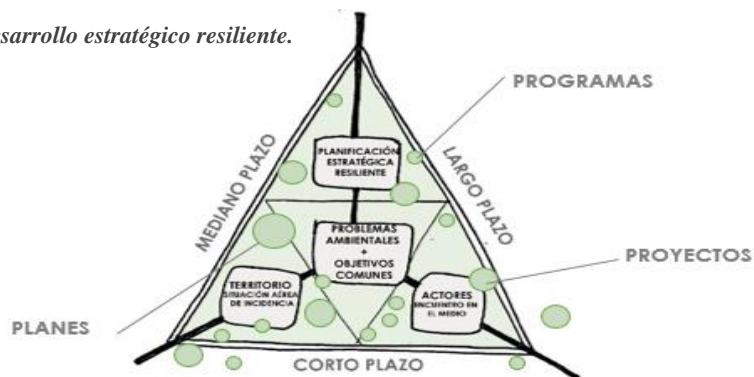 sarrollo estratégico resiliente.
PROGRAMAS
PLANIFICACIÓN
ESTRATÉGICA
RESILIENTE
MEDIANO PLAZO
LARGO PLAZO
PROBLEMAS
AMBIENTALES
+
OBJETIVOS
COMUNES
PROYECTOS
TERRITORIO
SITUACIÓN AÉREA
DE INCIDENCIA
ACTORES
ENCUENTRO EN
EL MEDIO
PLANES
CORTO PLAZO